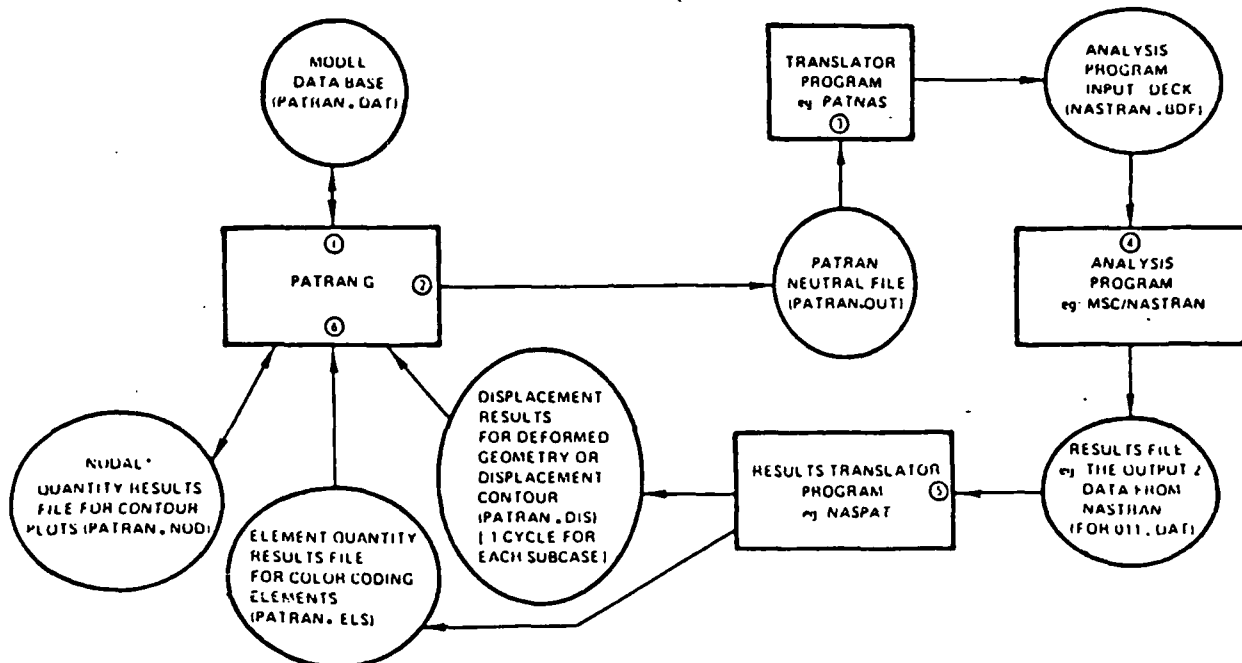 MODEL
DATA BASE
(PATRAN.DAT)
①
PATRAN G
②
⑥
TRANSLATOR
PROGRAM
eg PATNAS
③
ANALYSIS
PROGRAM
INPUT DECK
(NASTRAN.BDF)
PATRAN
NEUTRAL FILE
(PATRAN.OUT)
④
ANALYSIS
PROGRAM
eg: MSC/NASTRAN
NODAL*
QUANTITY RESULTS
FILE FOR CONTOUR
PLOTS (PATRAN.NOD)
ELEMENT QUANTITY
RESULTS FILE
FOR COLOR CODING
ELEMENTS
(PATRAN.ELS)
DISPLACEMENT
RESULTS
FOR DEFORMED
GEOMETRY OR
DISPLACEMENT
CONTOUR
(PATRAN.DIS)
[1 CYCLE FOR
EACH SUBCASE]
RESULTS TRANSLATOR
PROGRAM
eg NASPAT
⑤
RESULTS FILE
eg THE OUTPUT 2
DATA FROM
NASTRAN
(FOR 011.DAT)